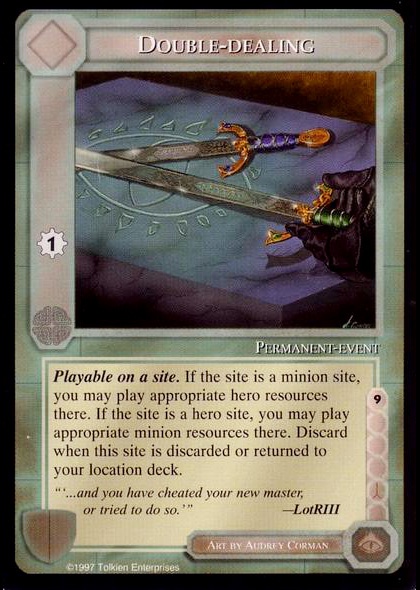 DOUBLE-DEALING
1
PERMANENT-EVENT
Playable on a site. If the site is a minion site,
you may play appropriate hero resources
there. If the site is a hero site, you may play
appropriate minion resources there. Discard
when this site is discarded or returned to
your location deck.
9
“‘...and you have cheated your new master,
or tried to do so.’” —LotRIII
ART BY AUDREY CORMAN
©1997 Tolkien Enterprises